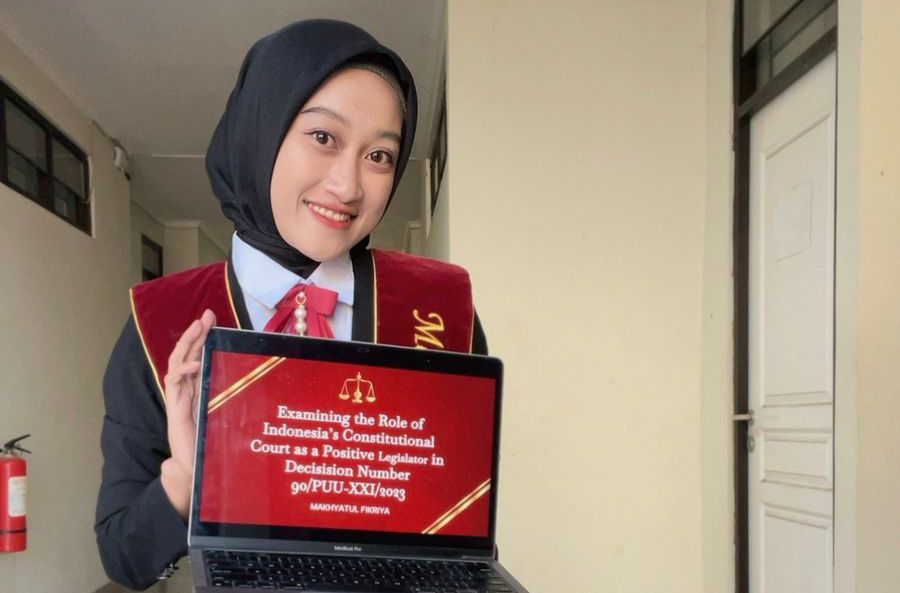 Examining the Role of
Indonesia's Constitutional
Court as a Positive Legislator in
Decisision Number
90/PUU-XXI/2023
MAKHYATUL FIKRIYA
MacBook Pro